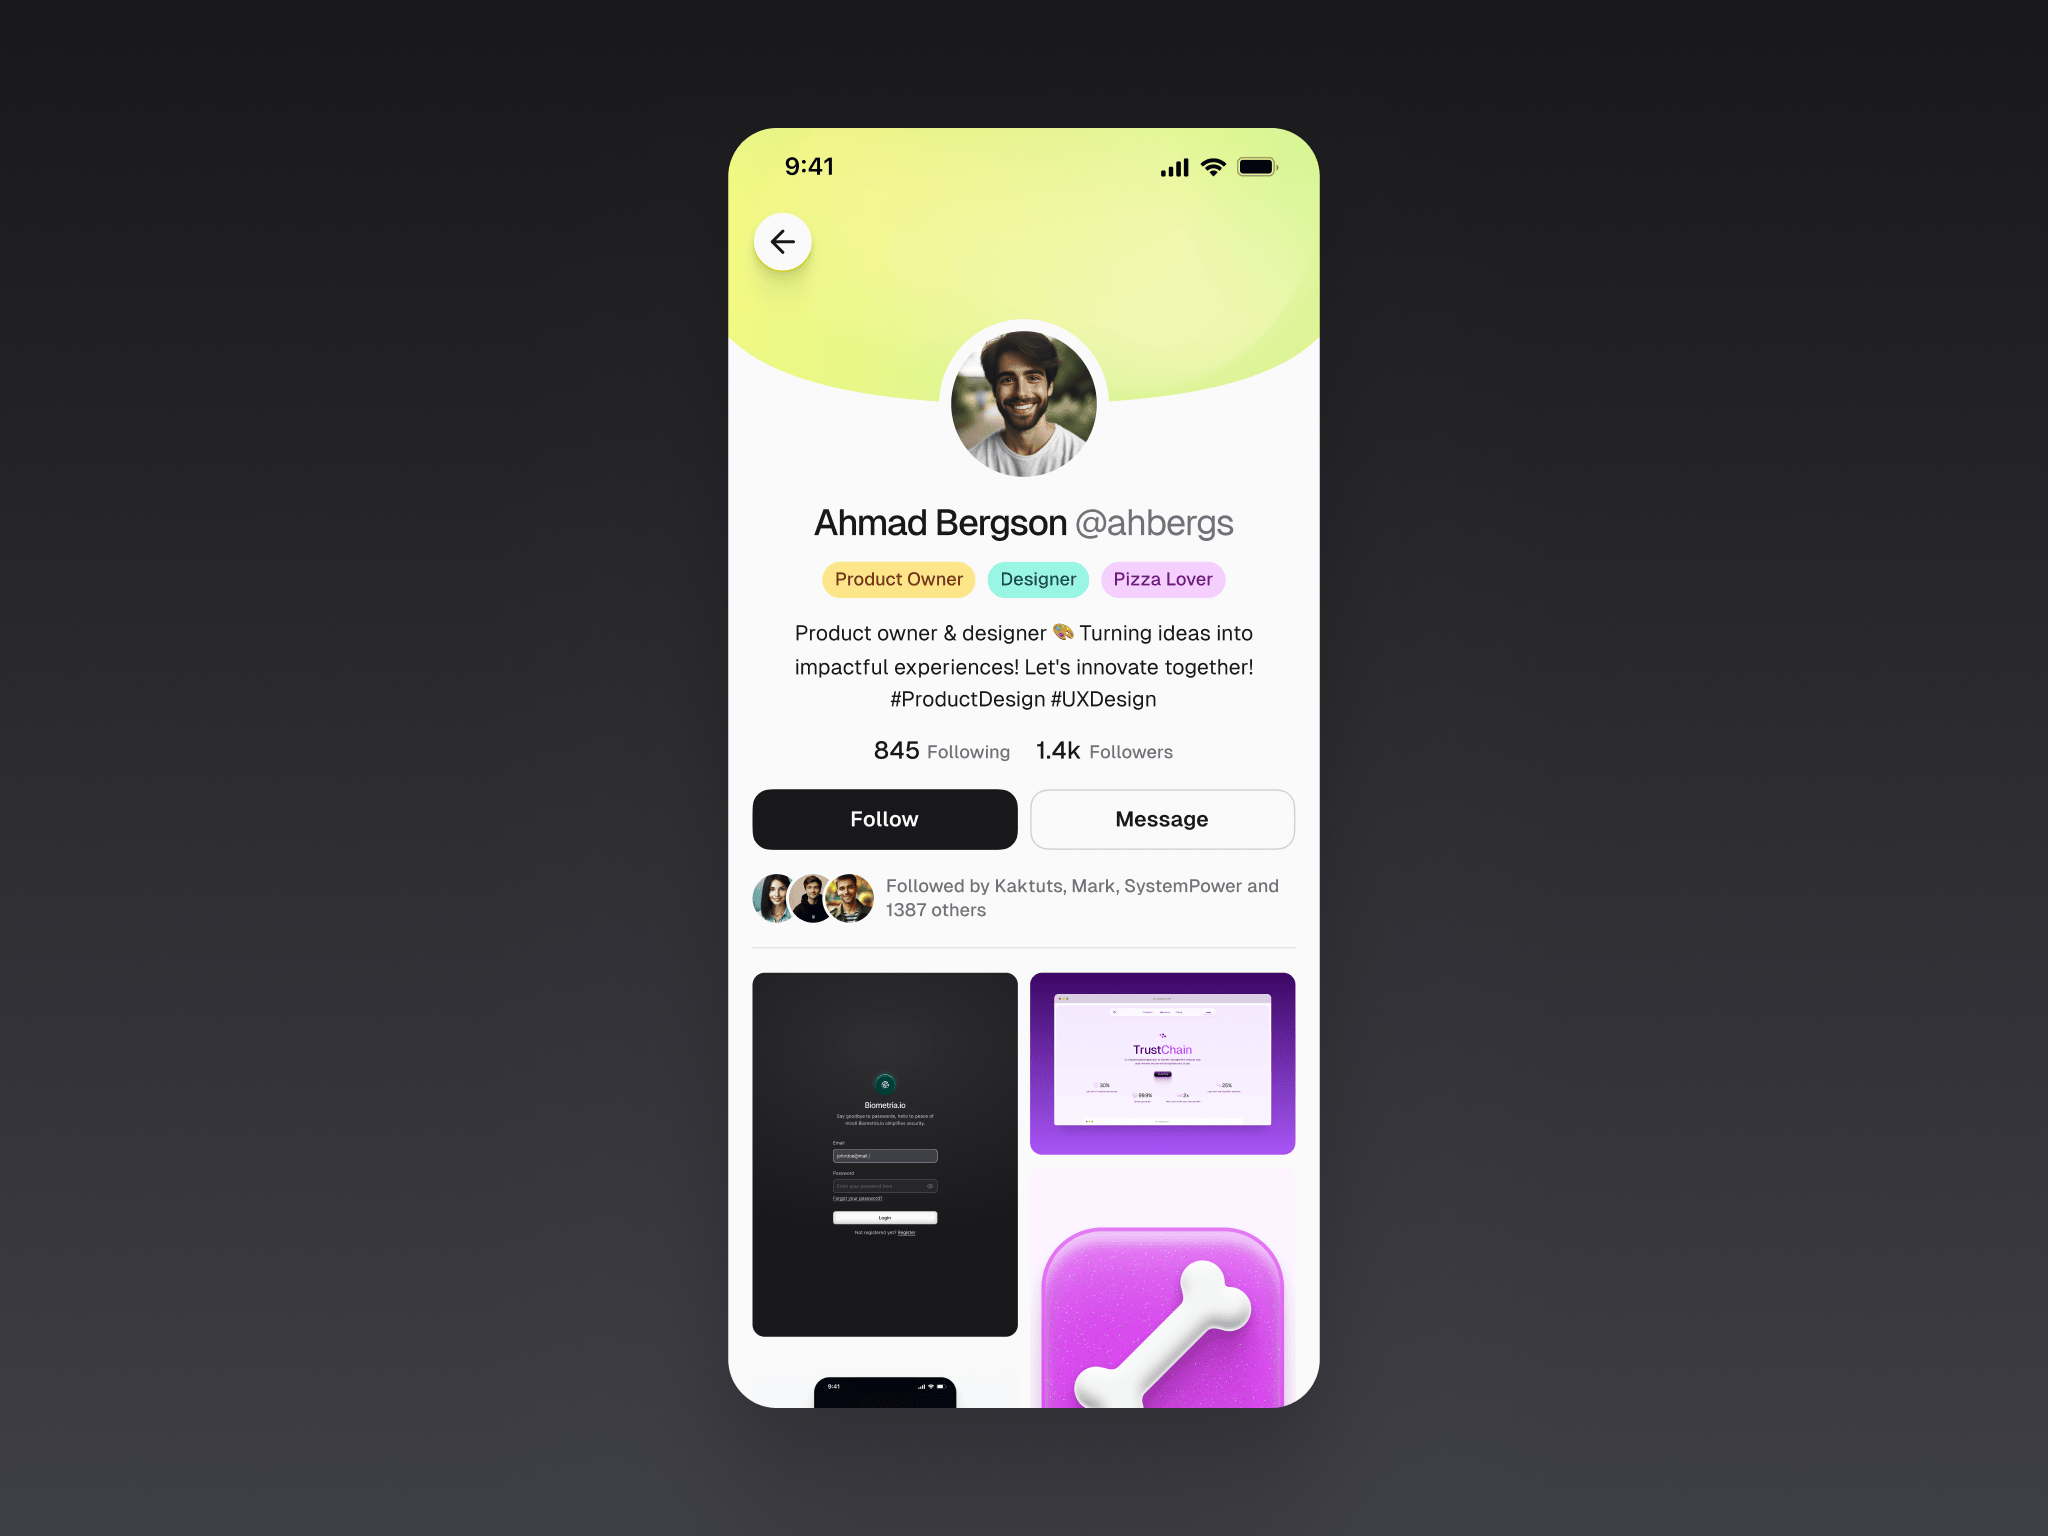 9:41
Ahmad Bergson @ahbergs
Product Owner Designer Pizza Lover
Product owner & designer 🎨 Turning ideas into
impactful experiences! Let's innovate together!
#ProductDesign #UXDesign
845 Following 1.4k Followers
Follow Message
Followed by Kaktuts, Mark, SystemPower and
1387 others
Biometria.io
Say goodbye to passwords, hello to peace of
mind! Biometria.io simplifies security.
Email
johndoe@mail.|
Password
Enter your password here
Forgot your password?
Login
Not registered yet? Register
TrustChain
30%
25%
99.9%
2x
9:41